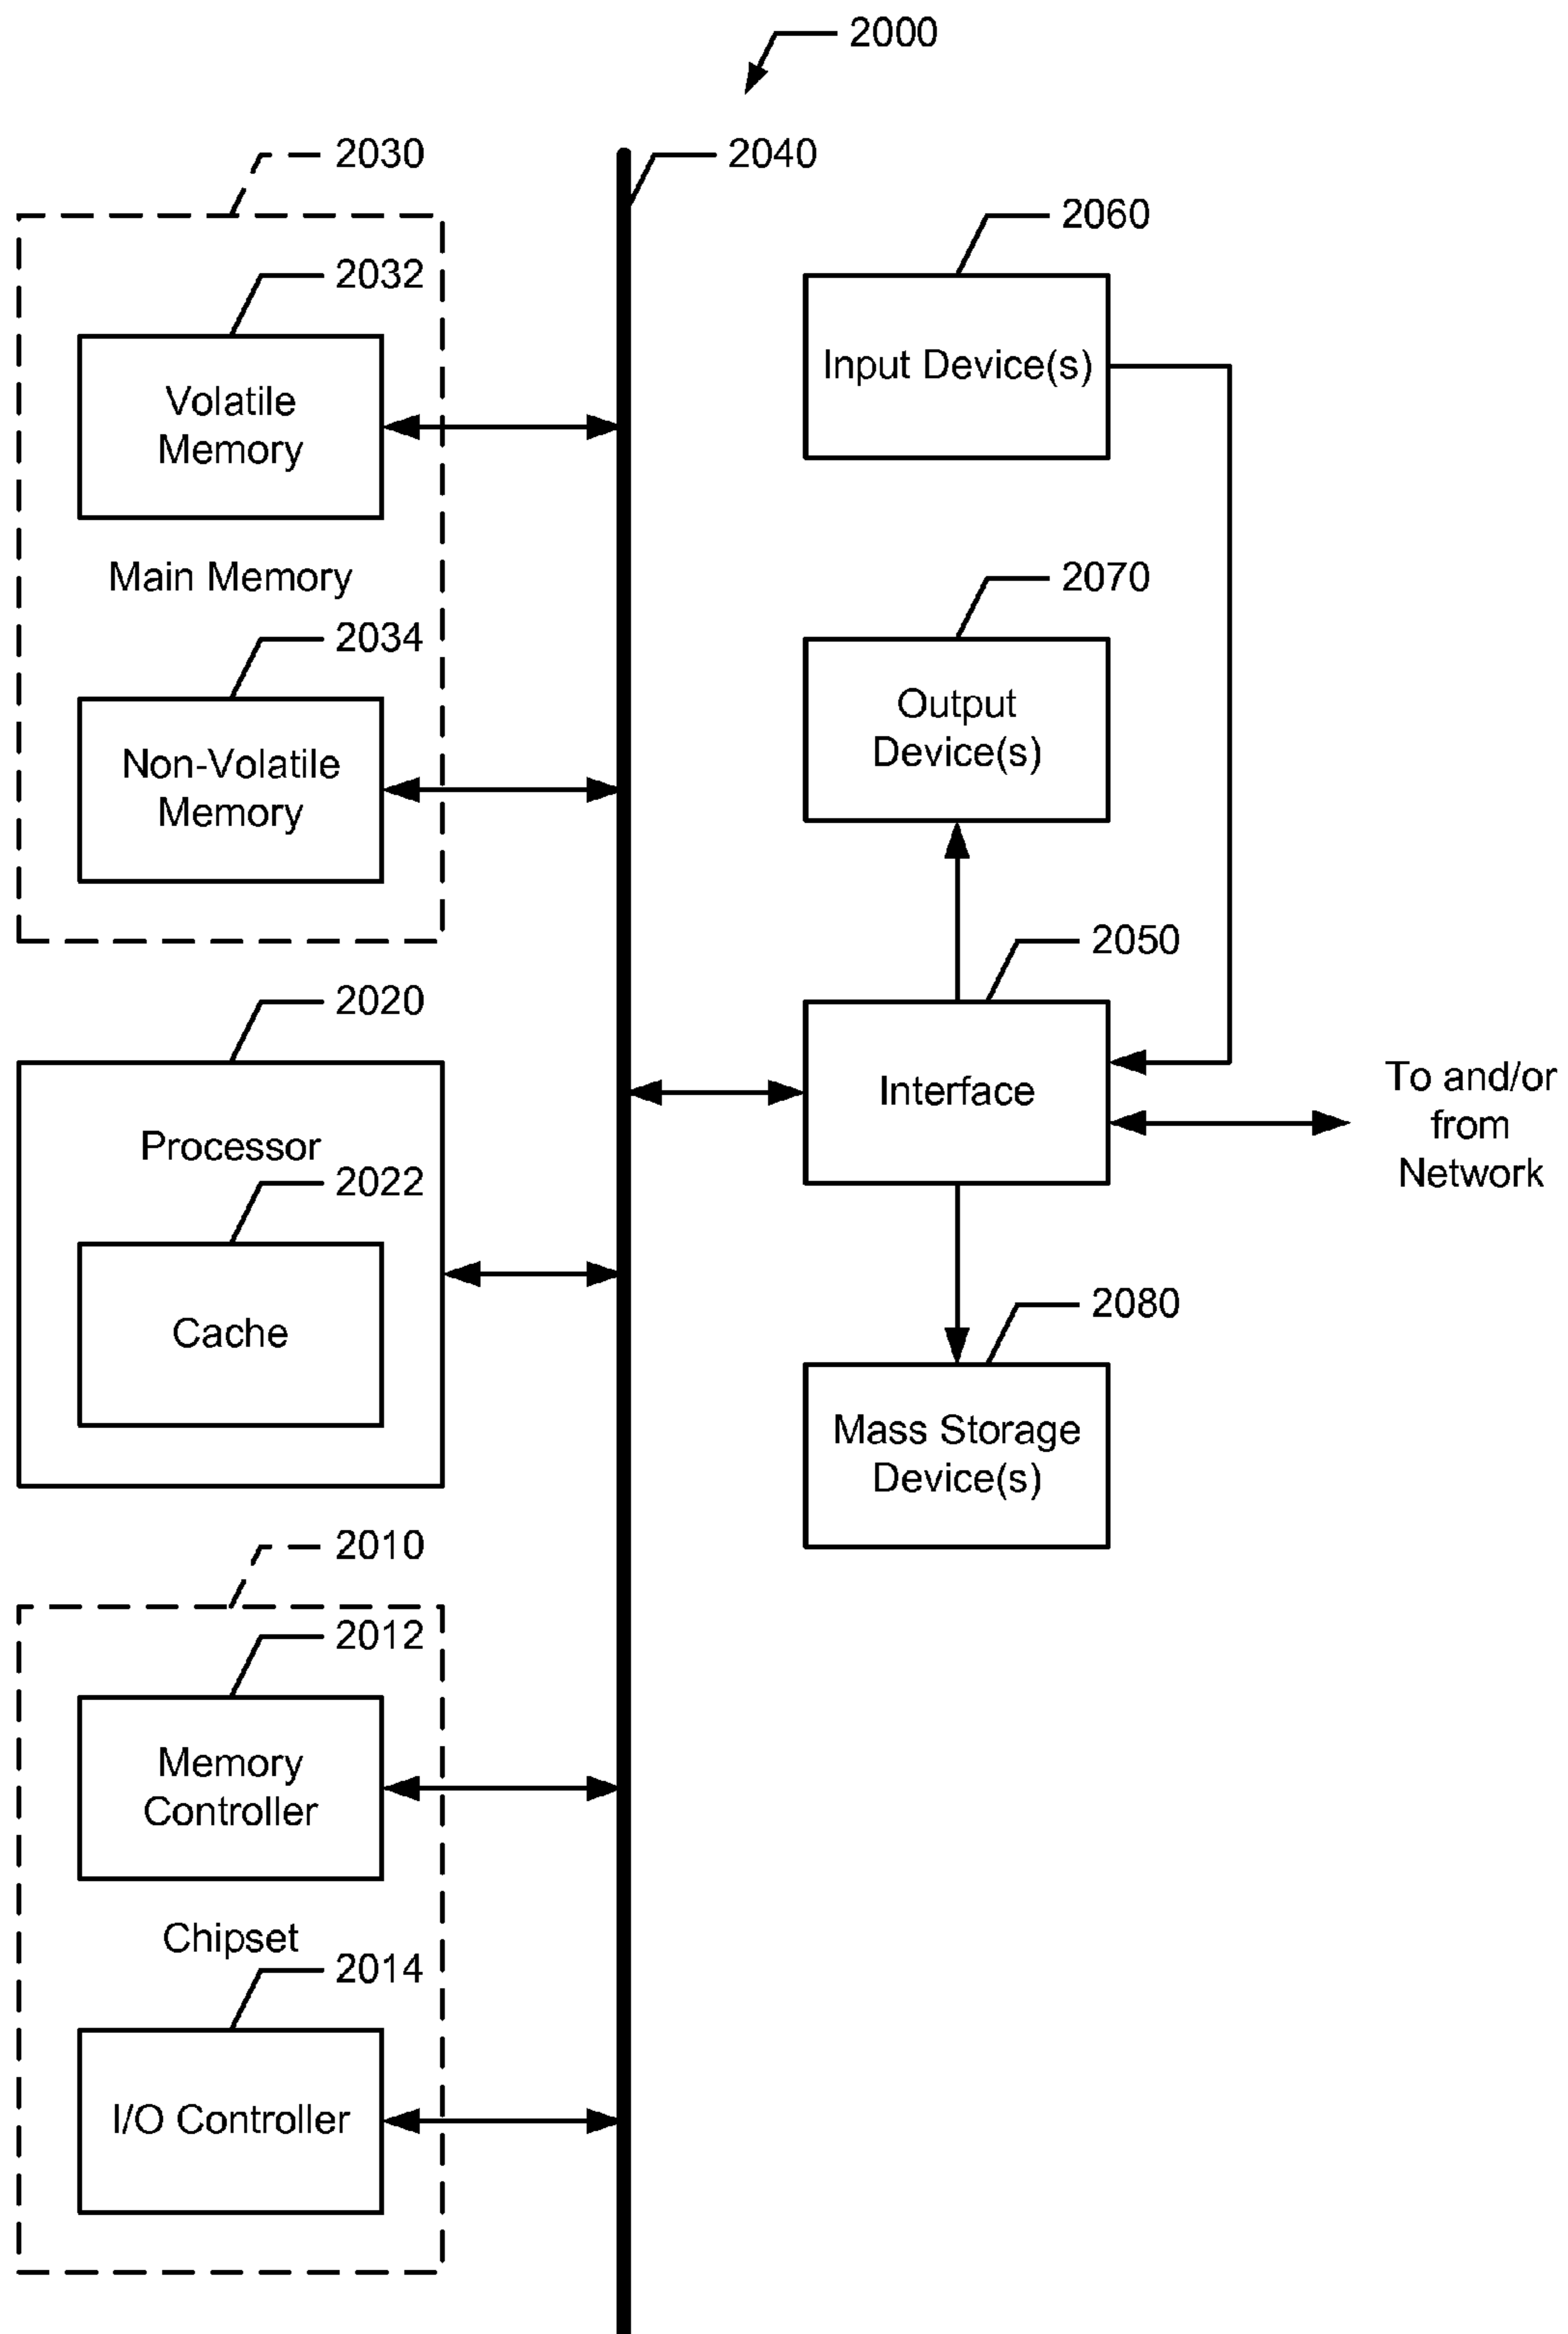 2000
2030
2040
2060
2032
Input Device(s)
Volatile
Memory
Main Memory
2070
2034
Output
Device(s)
Non-Volatile
Memory
2050
2020
Interface
To and/or
from
Network
Processor
2022
2080
Cache
Mass Storage
Device(s)
2010
2012
Memory
Controller
Chipset
2014
I/O Controller